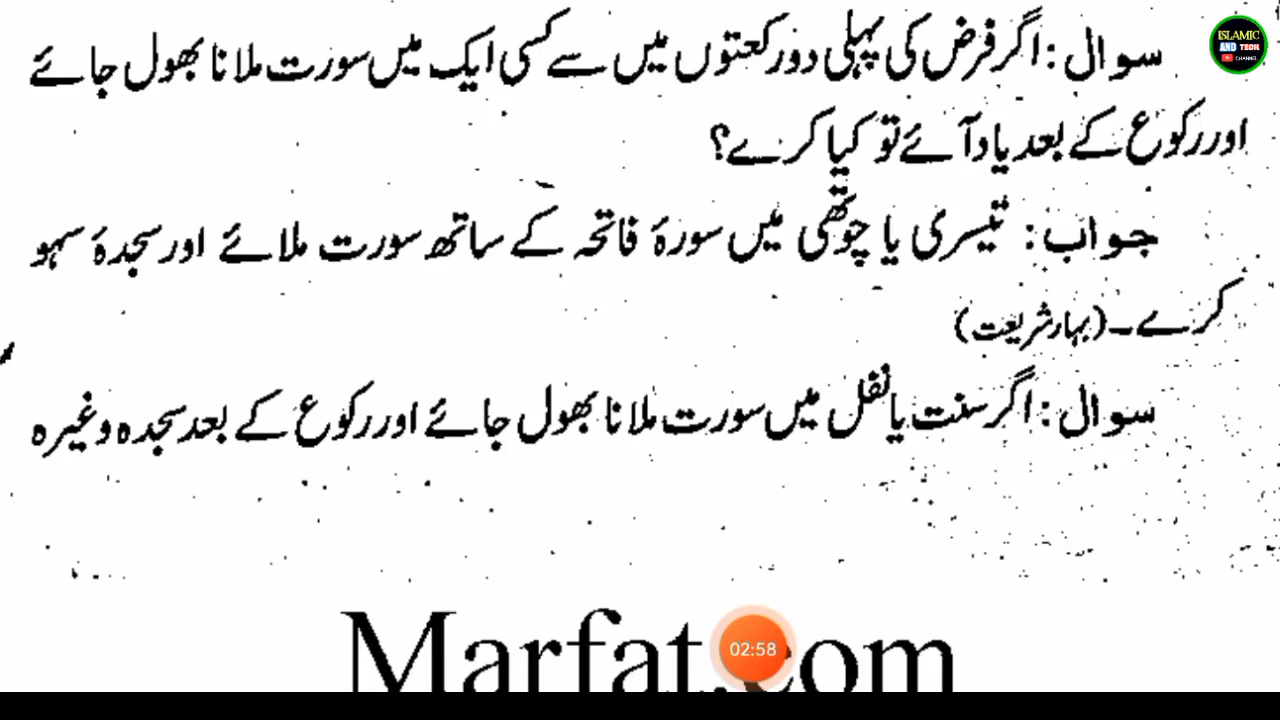 سوال: اگر فرض کی پہلی دو رکعتوں میں سے کسی ایک میں سورت ملانا بھول جائے
اور رکوع کے بعد یاد آئے تو کیا کرے؟
جواب: تیسری یا چوتھی میں سورۂ فاتحہ کے ساتھ سورت ملائے اور سجدۂ سہو
کرے۔ (بہار شریعت)
سوال: اگر سنت یا نفل میں سورت ملانا بھول جائے اور رکوع کے بعد سجدہ وغیرہ
Marfat.com
02:58
ISLAMIC
AND TECH
CHANNEL